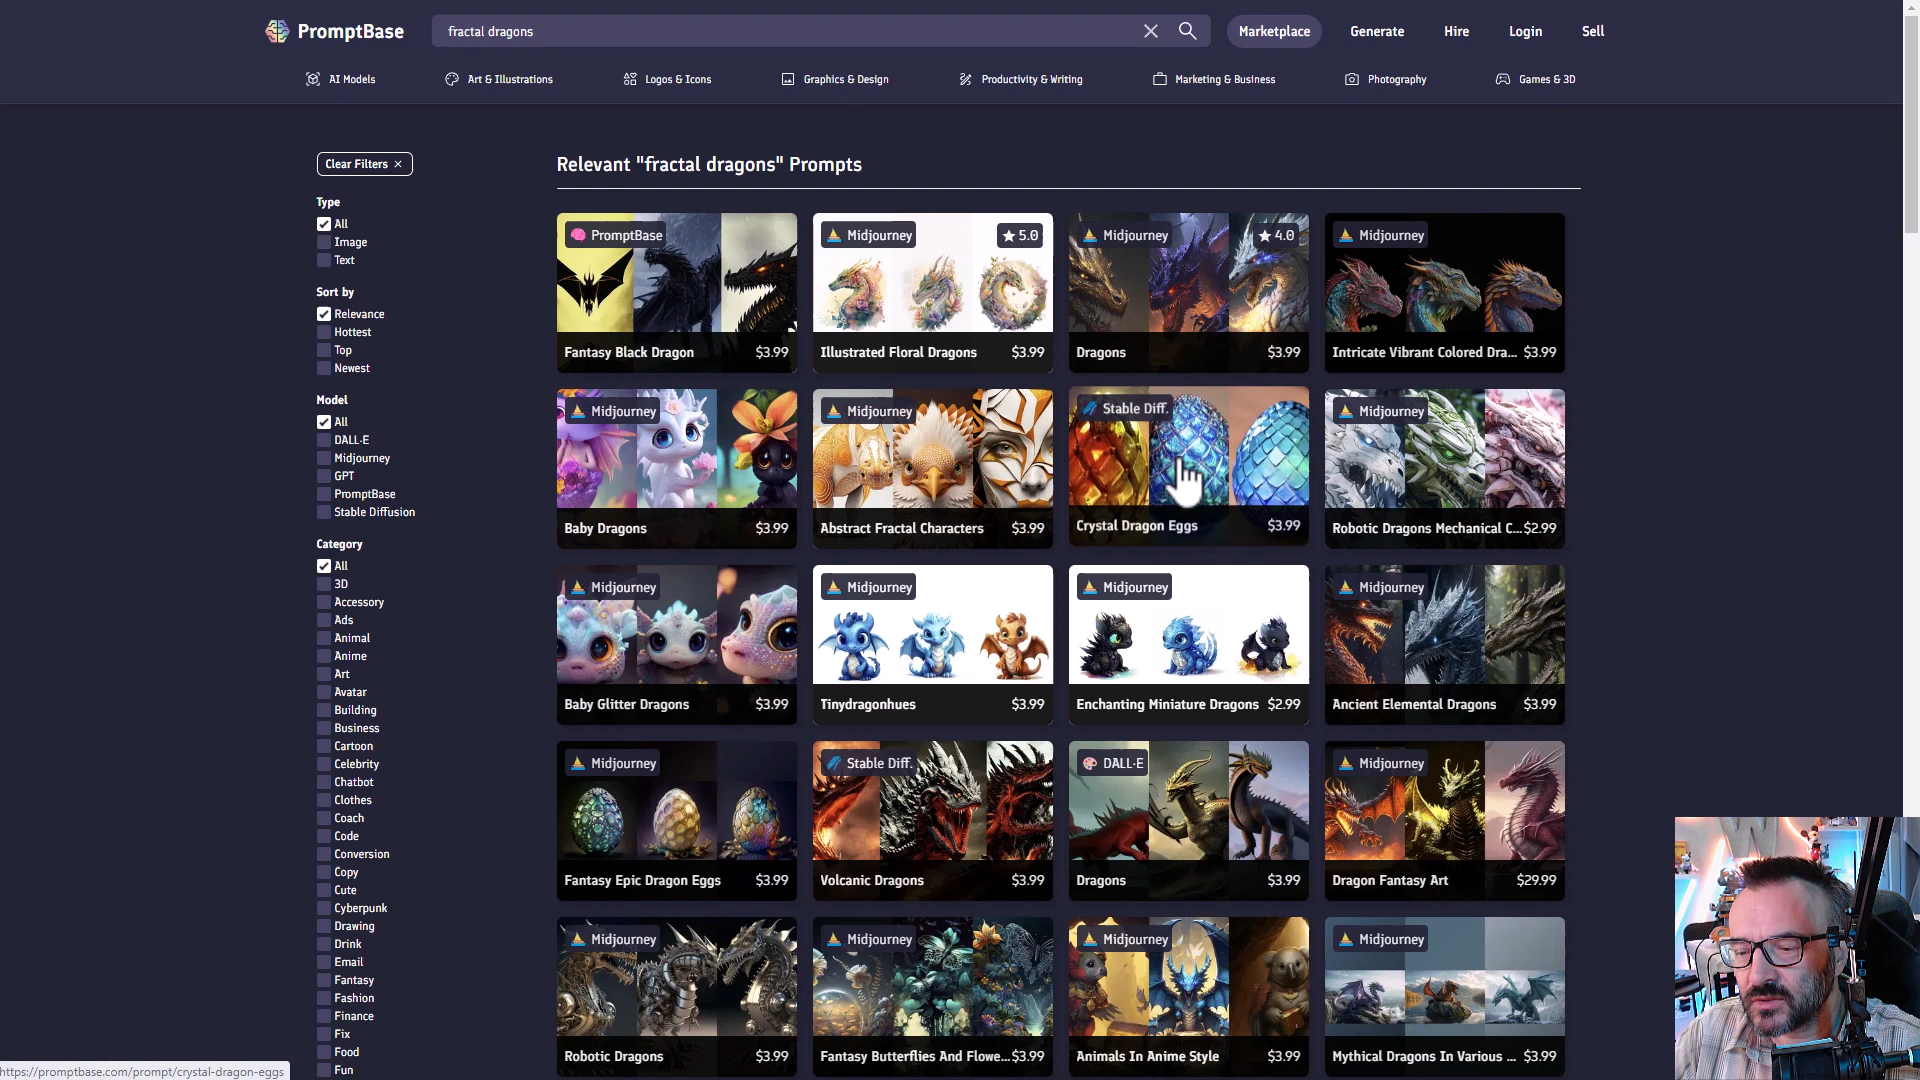 PromptBase
fractal dragons
Marketplace
Generate
Hire
Login
Sell
AI Models
Art & Illustrations
Logos & Icons
Graphics & Design
Productivity & Writing
Marketing & Business
Photography
Games & 3D
Clear Filters ×
Type
All
Image
Text
Sort by
Relevance
Hottest
Top
Newest
Model
All
DALL·E
Midjourney
GPT
PromptBase
Stable Diffusion
Category
All
3D
Accessory
Ads
Animal
Anime
Art
Avatar
Building
Business
Cartoon
Celebrity
Chatbot
Clothes
Coach
Code
Conversion
Copy
Cute
Cyberpunk
Drawing
Drink
Email
Fantasy
Fashion
Finance
Fix
Food
Fun
Relevant "fractal dragons" Prompts
PromptBase
Fantasy Black Dragon $3.99
Midjourney
5.0
Illustrated Floral Dragons $3.99
Midjourney
4.0
Dragons $3.99
Midjourney
Intricate Vibrant Colored Dra... $3.99
Midjourney
Baby Dragons $3.99
Midjourney
Abstract Fractal Characters $3.99
Stable Diff.
Crystal Dragon Eggs $3.99
Midjourney
Robotic Dragons Mechanical C... $2.99
Midjourney
Baby Glitter Dragons $3.99
Midjourney
Tinydragonhues $3.99
Midjourney
Enchanting Miniature Dragons $2.99
Midjourney
Ancient Elemental Dragons $3.99
Midjourney
Fantasy Epic Dragon Eggs $3.99
Stable Diff.
Volcanic Dragons $3.99
DALL·E
Dragons $3.99
Midjourney
Dragon Fantasy Art $29.99
Midjourney
Robotic Dragons $3.99
Midjourney
Fantasy Butterflies And Flowe... $3.99
Midjourney
Animals In Anime Style $3.99
Midjourney
Mythical Dragons In Various ... $3.99
https://promptbase.com/prompt/crystal-dragon-eggs